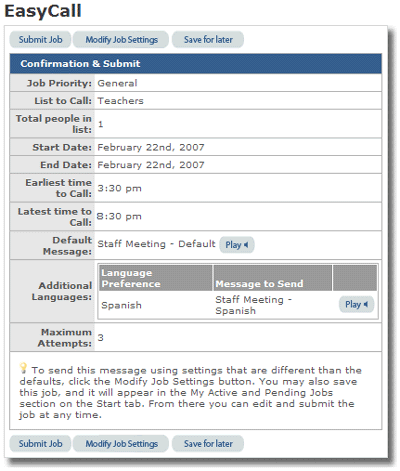 EasyCall
Submit Job Modify Job Settings Save for later
Confirmation & Submit
Job Priority: General
List to Call: Teachers
Total people in
list: 1
Start Date: February 22nd, 2007
End Date: February 22nd, 2007
Earliest time
to Call: 3:30 pm
Latest time to
Call: 8:30 pm
Default
Message: Staff Meeting - Default Play
Additional
Languages:
Language
Preference Message to Send
Spanish Staff Meeting -
Spanish Play
Maximum
Attempts: 3
To send this message using settings that are different than the
defaults, click the Modify Job Settings button. You may also save
this job, and it will appear in the My Active and Pending Jobs
section on the Start tab. From there you can edit and submit the
job at any time.
Submit Job Modify Job Settings Save for later